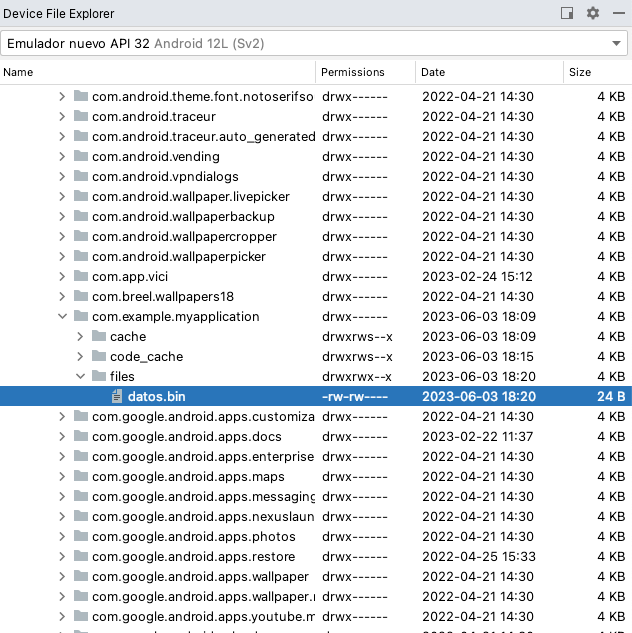 Device File Explorer
Emulador nuevo API 32 Android 12L (Sv2)
Name Permissions Date Size
com.android.theme.font.notoserifso drwx------ 2022-04-21 14:30 4 KB
com.android.traceur drwx------ 2022-04-21 14:30 4 KB
com.android.traceur.auto_generated drwx------ 2022-04-21 14:30 4 KB
com.android.vending drwx------ 2022-04-21 14:30 4 KB
com.android.vpndialogs drwx------ 2022-04-21 14:30 4 KB
com.android.wallpaper.livepicker drwx------ 2022-04-21 14:30 4 KB
com.android.wallpaperbackup drwx------ 2022-04-21 14:30 4 KB
com.android.wallpapercropper drwx------ 2022-04-21 14:30 4 KB
com.android.wallpaperpicker drwx------ 2022-04-21 14:30 4 KB
com.app.vici drwx------ 2023-02-24 15:12 4 KB
com.breel.wallpapers18 drwx------ 2022-04-21 14:30 4 KB
com.example.myapplication drwx------ 2023-06-03 18:09 4 KB
cache drwxrws--x 2023-06-03 18:09 4 KB
code_cache drwxrws--x 2023-06-03 18:15 4 KB
files drwxrwx--x 2023-06-03 18:20 4 KB
datos.bin -rw-rw---- 2023-06-03 18:20 24 B
com.google.android.apps.customiza drwx------ 2022-04-21 14:30 4 KB
com.google.android.apps.docs drwx------ 2023-02-22 11:37 4 KB
com.google.android.apps.enterprise drwx------ 2022-04-21 14:30 4 KB
com.google.android.apps.maps drwx------ 2022-04-21 14:30 4 KB
com.google.android.apps.messaging drwx------ 2022-04-21 14:30 4 KB
com.google.android.apps.nexuslaun drwx------ 2022-04-21 14:30 4 KB
com.google.android.apps.photos drwx------ 2022-04-21 14:30 4 KB
com.google.android.apps.restore drwx------ 2022-04-25 15:33 4 KB
com.google.android.apps.wallpaper drwx------ 2022-04-21 14:30 4 KB
com.google.android.apps.wallpaper. drwx------ 2022-04-21 14:30 4 KB
com.google.android.apps.youtube.m drwx------ 2022-04-21 14:30 4 KB